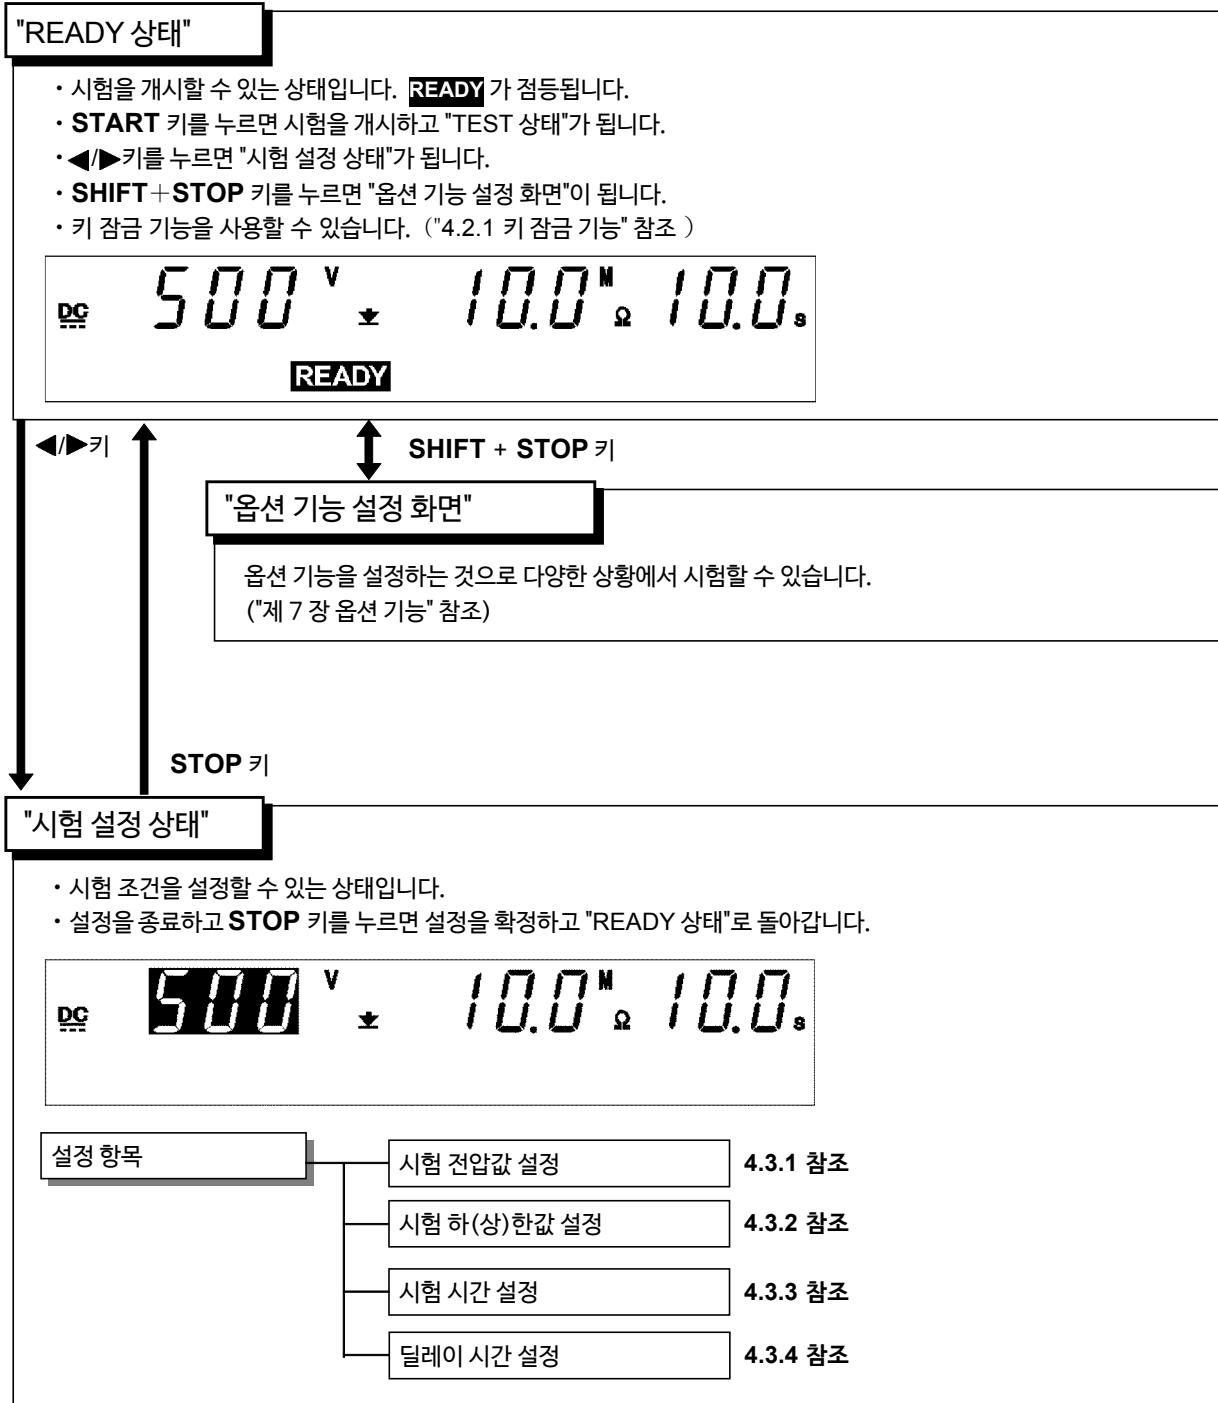 "READY 상태"
・시험을 개시할 수 있는 상태입니다. READY 가 점등됩니다.
・START 키를 누르면 시험을 개시하고 "TEST 상태"가 됩니다.
・◀/▶키를 누르면 "시험 설정 상태"가 됩니다.
・SHIFT＋STOP 키를 누르면 "옵션 기능 설정 화면"이 됩니다.
・키 잠금 기능을 사용할 수 있습니다.（"4.2.1 키 잠금 기능" 참조 ）
DC 500 V 10.0 MΩ 10.0 s
READY
◀/▶키
SHIFT + STOP 키
"옵션 기능 설정 화면"
옵션 기능을 설정하는 것으로 다양한 상황에서 시험할 수 있습니다.
("제 7 장 옵션 기능" 참조)
STOP 키
"시험 설정 상태"
・시험 조건을 설정할 수 있는 상태입니다.
・설정을 종료하고 STOP 키를 누르면 설정을 확정하고 "READY 상태"로 돌아갑니다.
DC 500 V 10.0 MΩ 10.0 s
설정 항목
시험 전압값 설정 4.3.1 참조
시험 하(상)한값 설정 4.3.2 참조
시험 시간 설정 4.3.3 참조
딜레이 시간 설정 4.3.4 참조